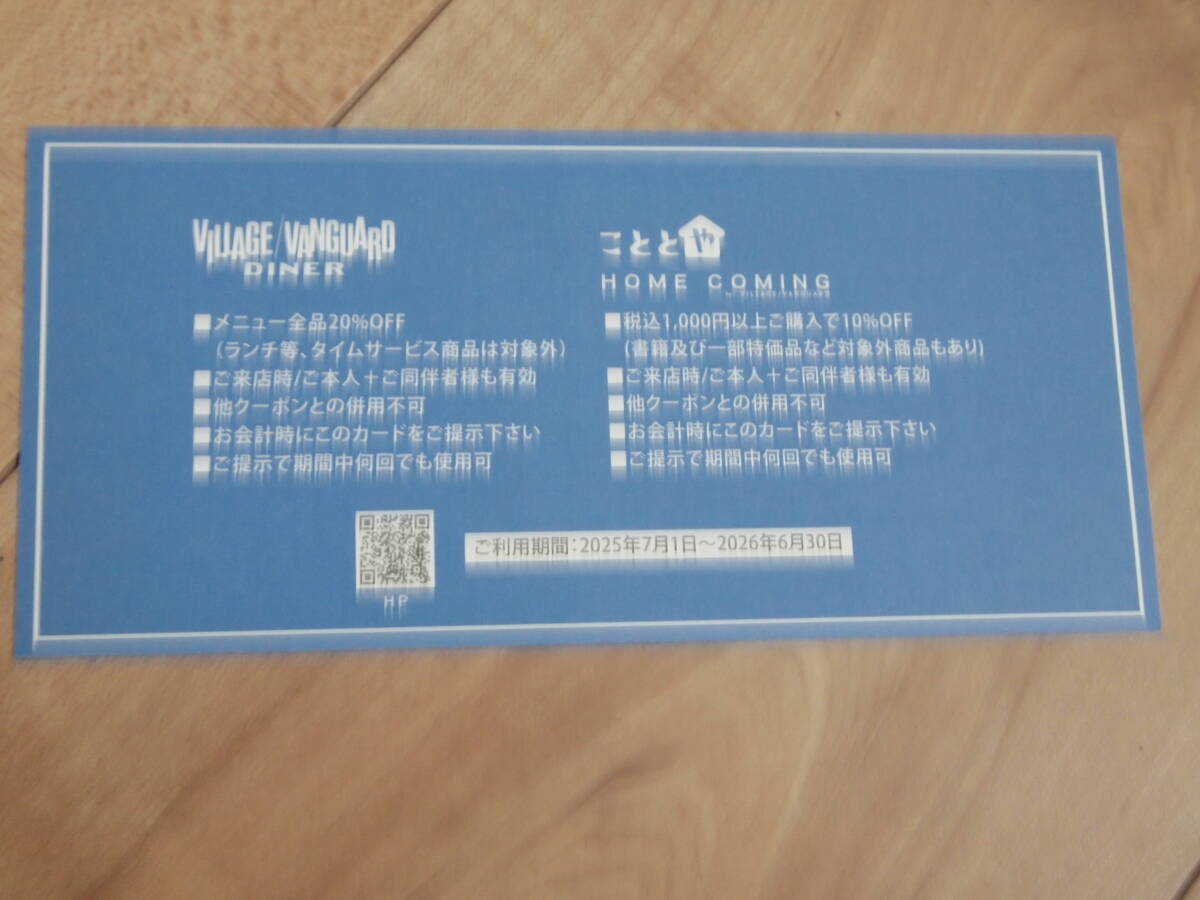 VILLAGE/VANGUARD
DINER
■メニュー全品20%OFF
(ランチ等、タイムサービス商品は対象外)
■ご来店時/ご本人+ご同伴者様も有効
■他クーポンとの併用不可
■お会計時にこのカードをご提示下さい
■ご提示で期間中何回でも使用可
こととや
HOME COMING
by VILLAGE/VANGUARD
■税込1,000円以上ご購入で10%OFF
(書籍及び一部特価品など対象外商品もあり)
■ご来店時/ご本人+ご同伴者様も有効
■他クーポンとの併用不可
■お会計時にこのカードをご提示下さい
■ご提示で期間中何回でも使用可
HP
ご利用期間:2025年7月1日~2026年6月30日